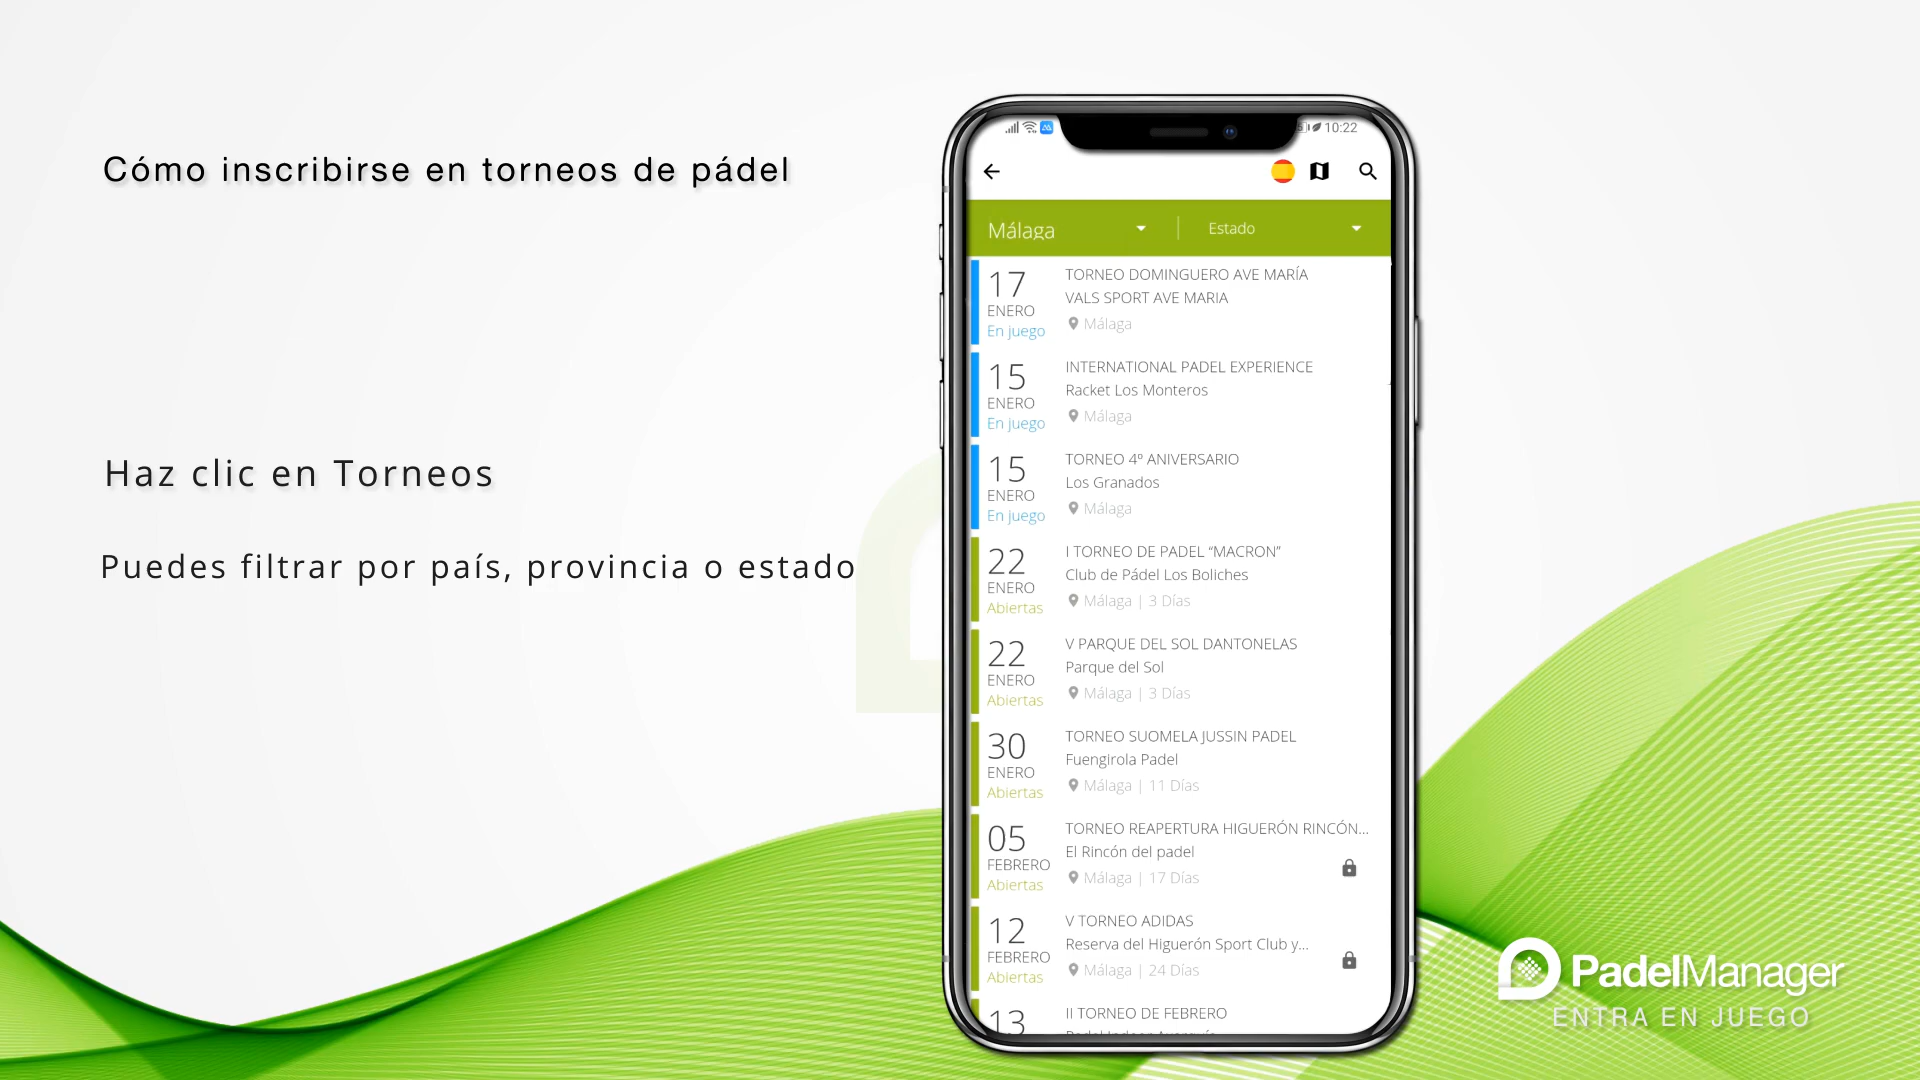 Cómo inscribirse en torneos de pádel
Haz clic en Torneos
Puedes filtrar por país, provincia o estado
10:22
Málaga
Estado
17
ENERO
En juego
TORNEO DOMINGUERO AVE MARÍA
VALS SPORT AVE MARIA
Málaga
15
ENERO
En juego
INTERNATIONAL PADEL EXPERIENCE
Racket Los Monteros
Málaga
15
ENERO
En juego
TORNEO 4º ANIVERSARIO
Los Granados
Málaga
22
ENERO
Abiertas
I TORNEO DE PADEL “MACRON”
Club de Pádel Los Boliches
Málaga | 3 Días
22
ENERO
Abiertas
V PARQUE DEL SOL DANTONELAS
Parque del Sol
Málaga | 3 Días
30
ENERO
Abiertas
TORNEO SUOMELA JUSSIN PADEL
Fuengirola Padel
Málaga | 11 Días
05
FEBRERO
Abiertas
TORNEO REAPERTURA HIGUERÓN RINCÓN...
El Rincón del padel
Málaga | 17 Días
12
FEBRERO
Abiertas
V TORNEO ADIDAS
Reserva del Higuerón Sport Club y...
Málaga | 24 Días
13
II TORNEO DE FEBRERO
PadelManager
ENTRA EN JUEGO